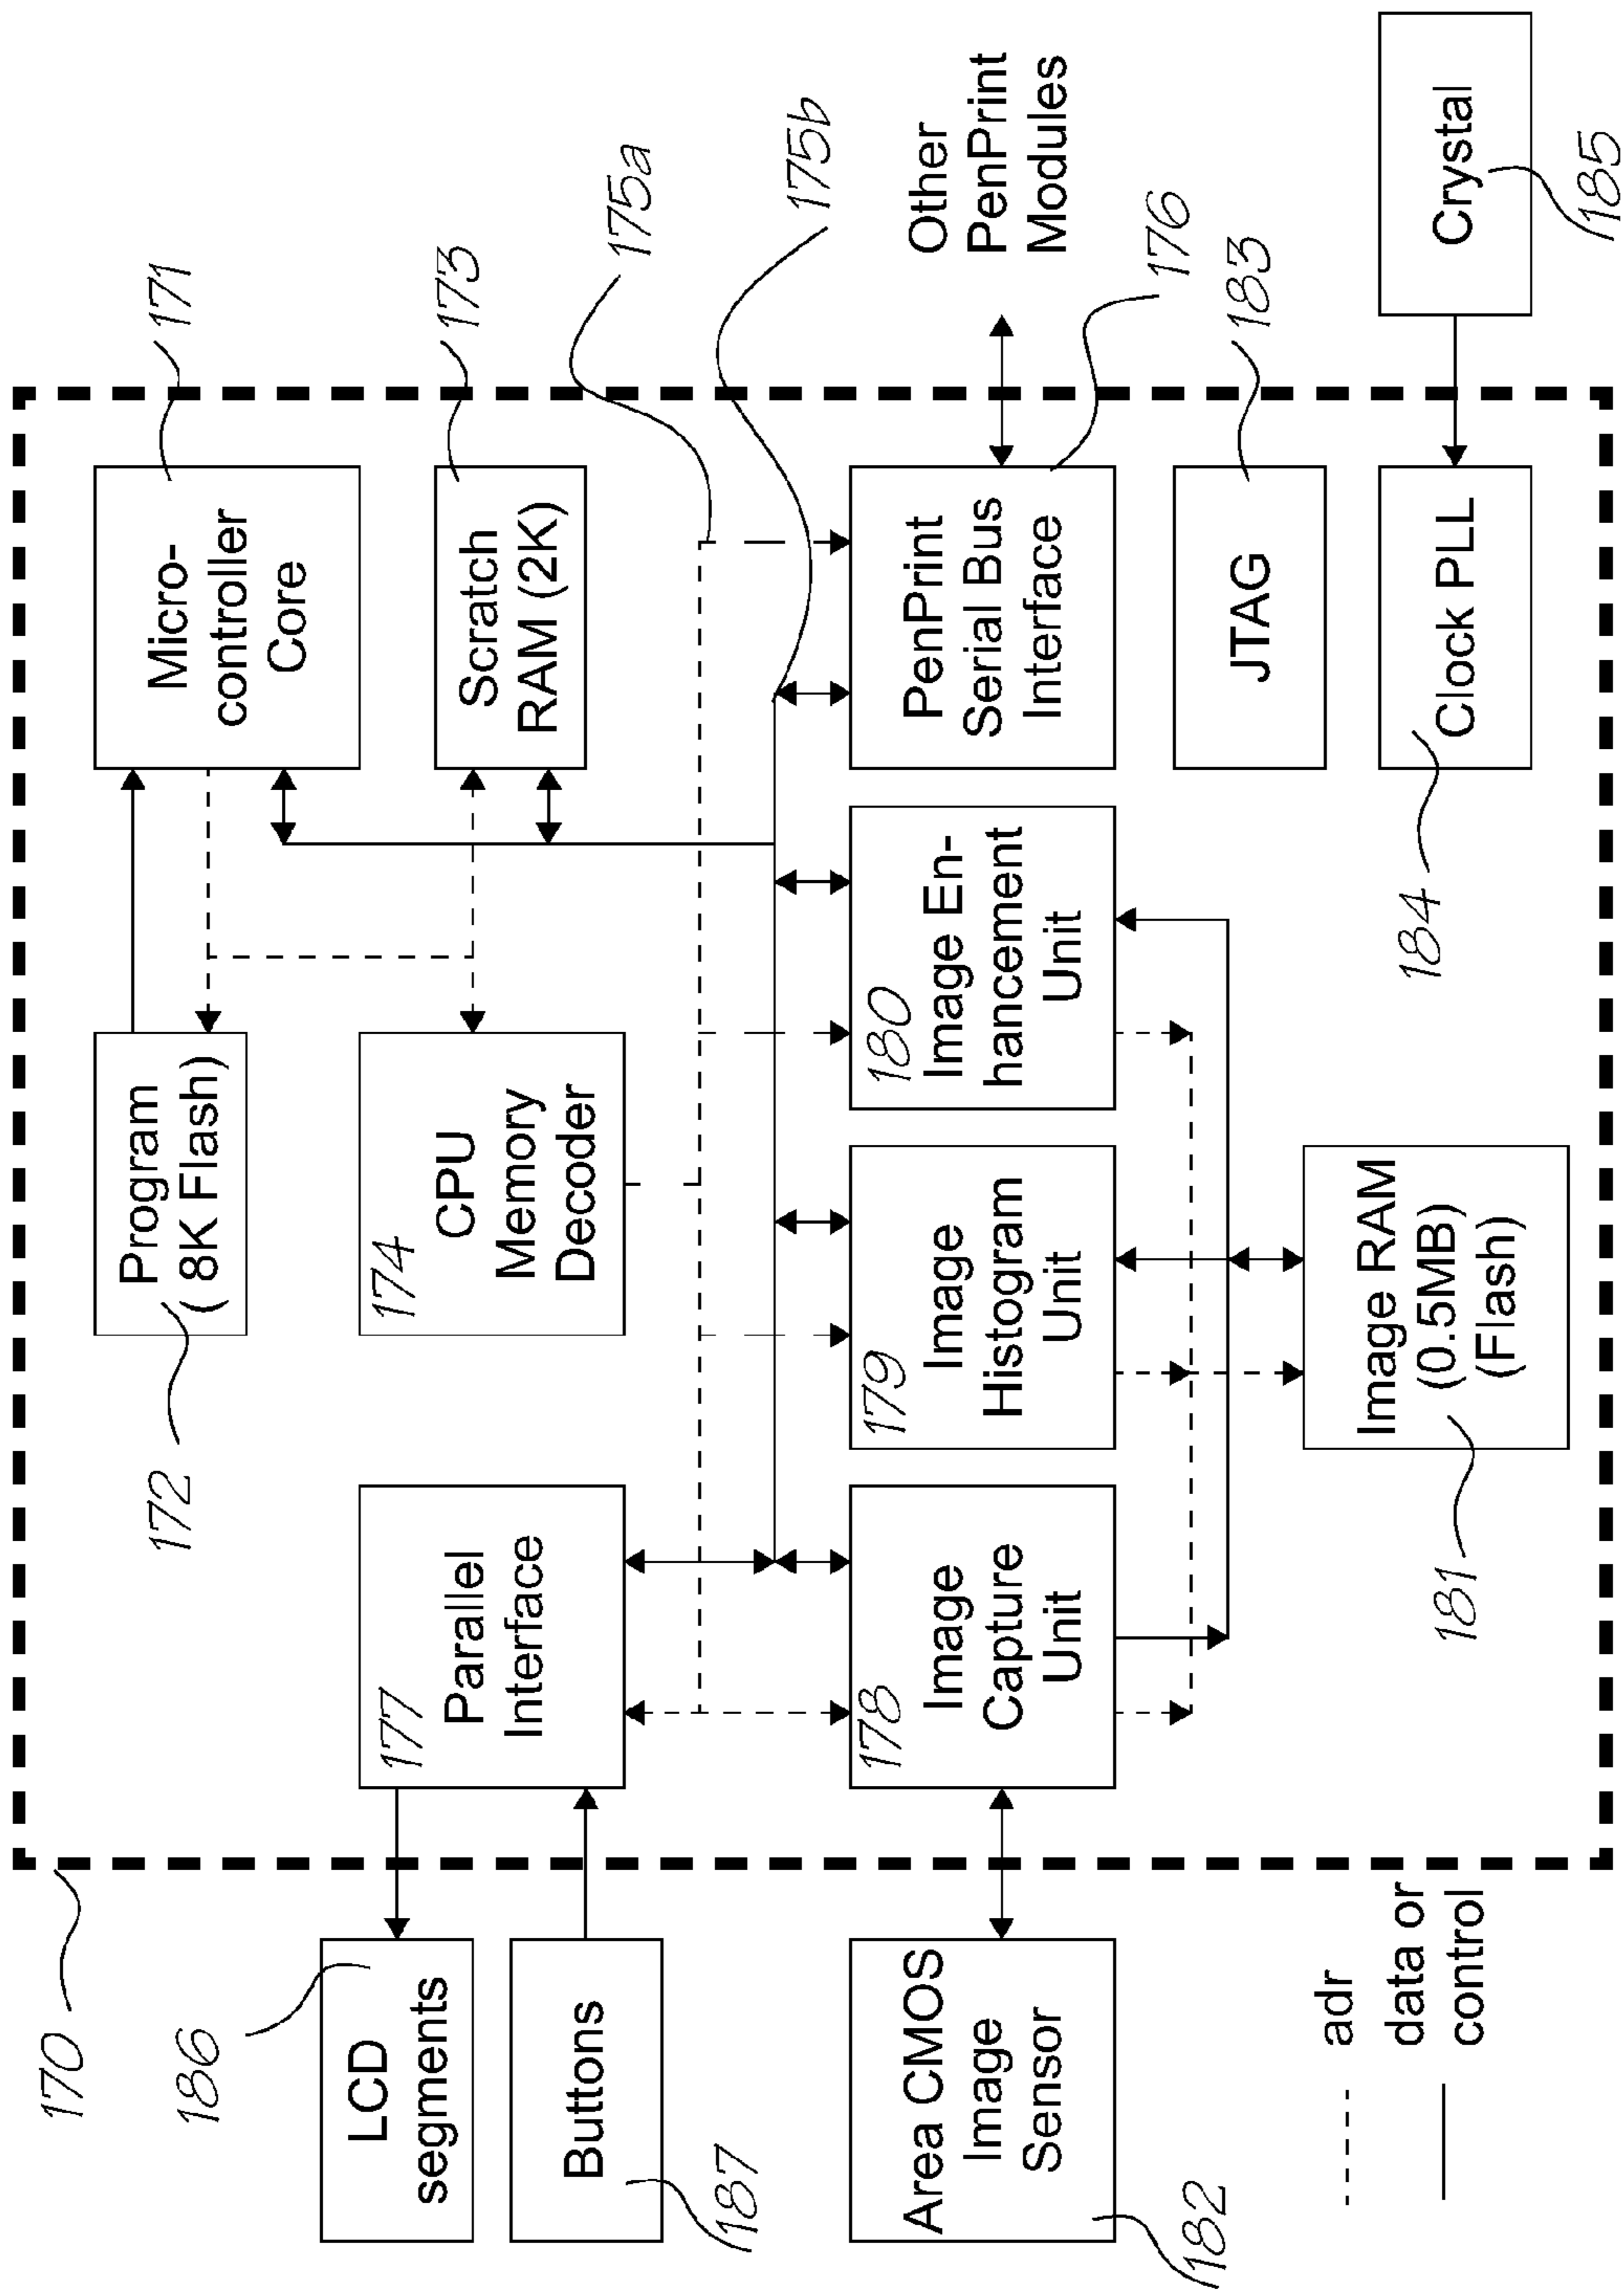 170
186
LCD
segments
Buttons
187
Area CMOS
Image
Sensor
182
adr
data or
control
172
Program
( 8K Flash)
171
Micro-
controller
Core
173
Scratch
RAM (2K)
174
CPU
Memory
Decoder
175a
175b
177
Parallel
Interface
178
Image
Capture
Unit
179
Image
Histogram
Unit
180
Image En-
hancement
Unit
PenPrint
Serial Bus
Interface
176
Other
PenPrint
Modules
181
Image RAM
(0.5MB)
(Flash)
JTAG
183
184
Clock PLL
Crystal
185